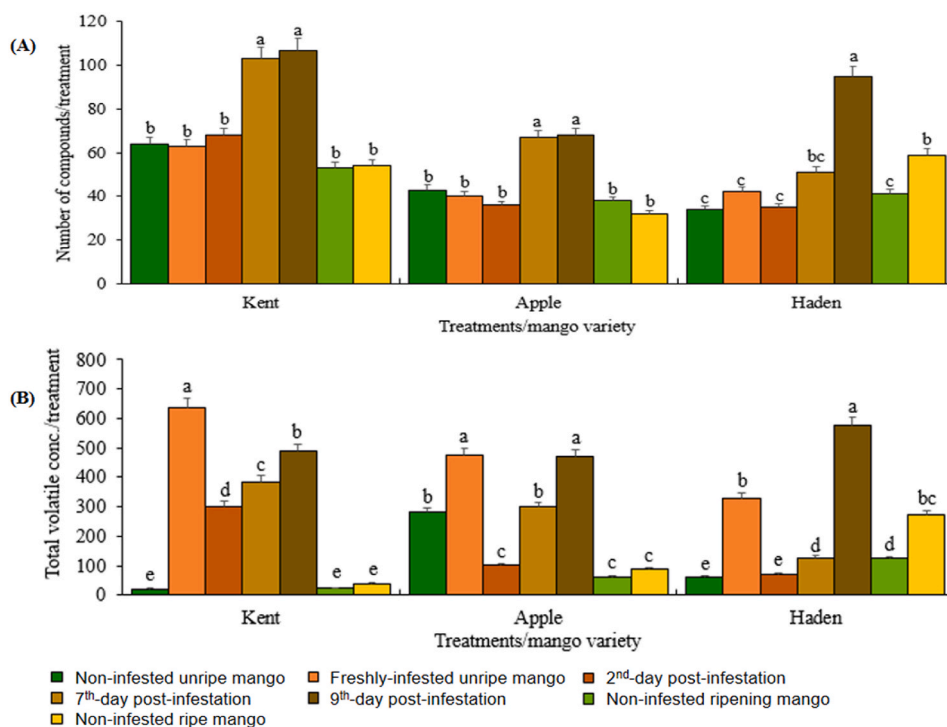 (A)
Number of compounds/treatment
120
100
80
60
40
20
0
b b b a a b b
b b b a a b b
c c c bc a c b
Kent Apple Haden
Treatments/mango variety
(B)
Total volatile conc./treatment
800
700
600
500
400
300
200
100
0
e a d c b e e
b a c b a c c
e b e d a d bc
Kent Apple Haden
Treatments/mango variety
Non-infested unripe mango Freshly-infested unripe mango 2nd-day post-infestation
7th-day post-infestation 9th-day post-infestation Non-infested ripening mango
Non-infested ripe mango